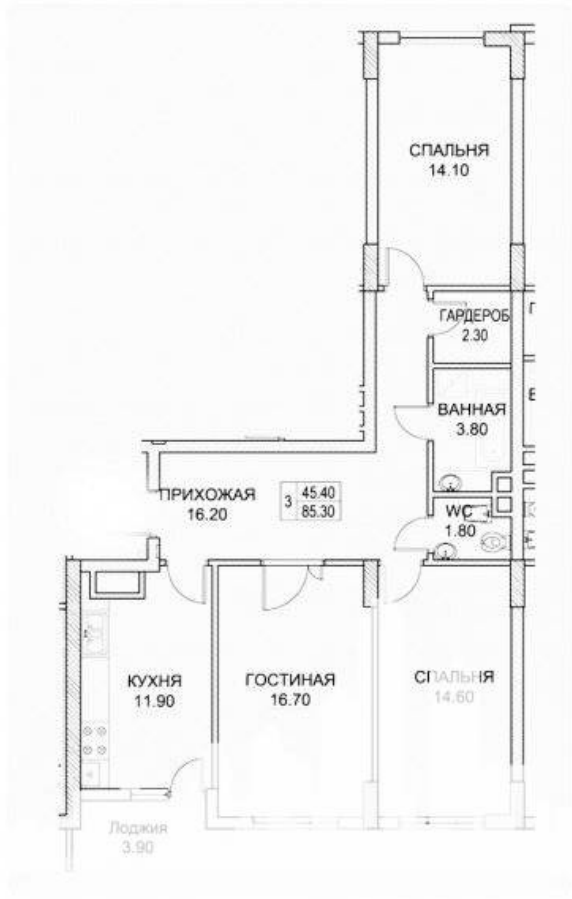 СПАЛЬНЯ
14.10
ГАРДЕРОБ
2.30
ВАННАЯ
3.80
ПРИХОЖАЯ
16.20
3
45.40
85.30
WC
1.80
КУХНЯ
11.90
ГОСТИНАЯ
16.70
СПАЛЬНЯ
14.60
Лоджия
3.90